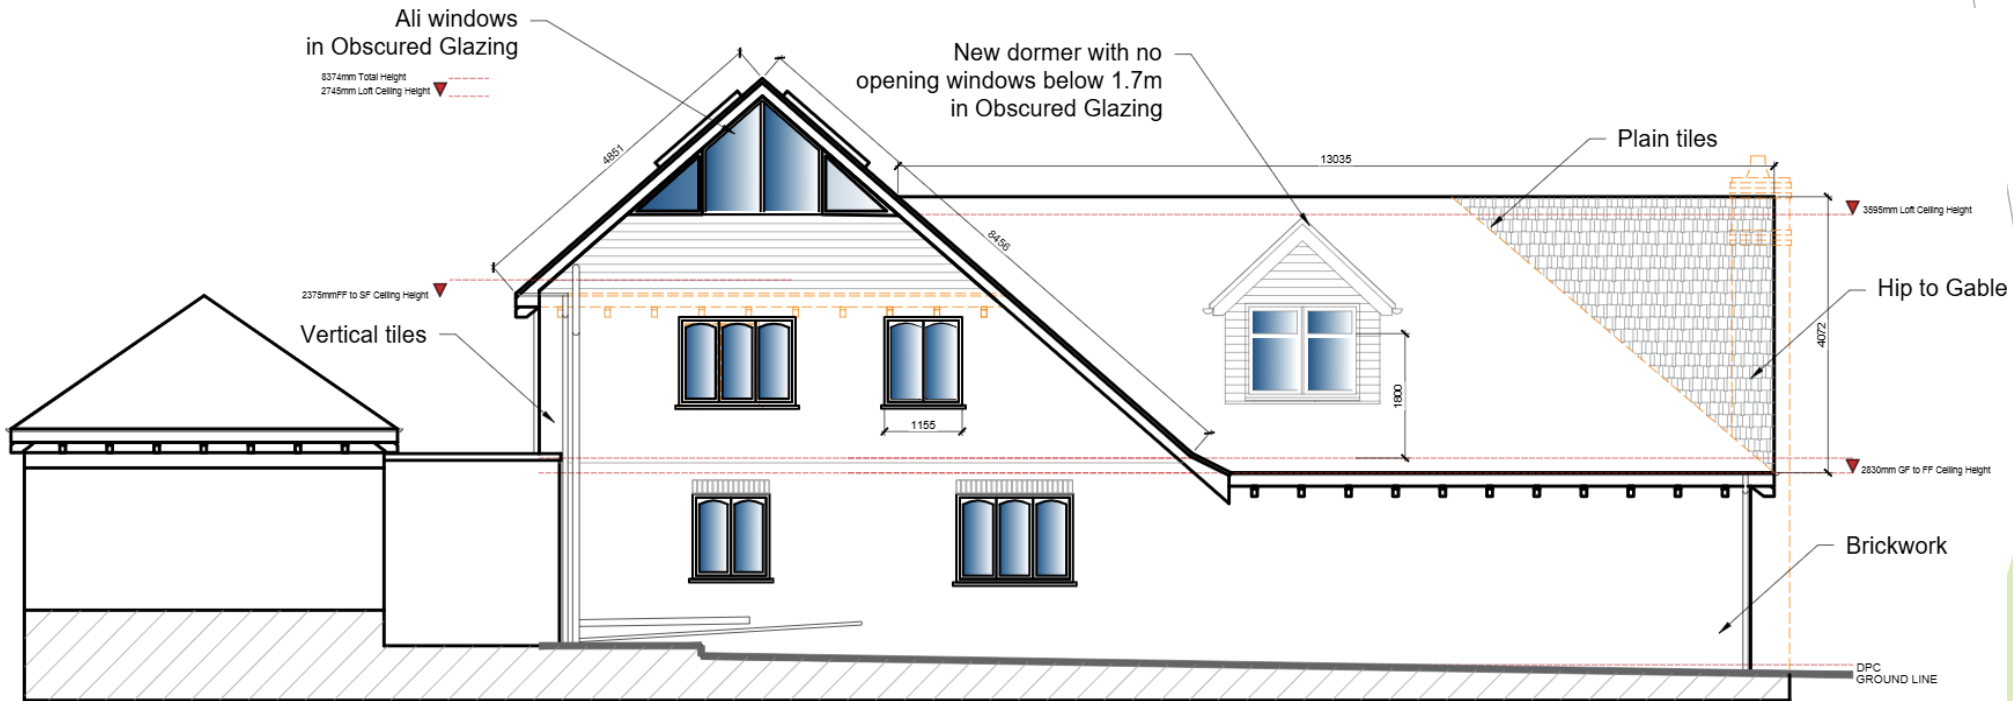 Ali windows
in Obscured Glazing
8374mm Total Height
2745mm Loft Ceiling Height
New dormer with no
opening windows below 1.7m
in Obscured Glazing
Plain tiles
13035
4851
8456
3595mm Loft Ceiling Height
2375mmFF to SF Ceiling Height
Vertical tiles
Hip to Gable
4072
1800
1155
2830mm GF to FF Ceiling Height
Brickwork
DPC
GROUND LINE